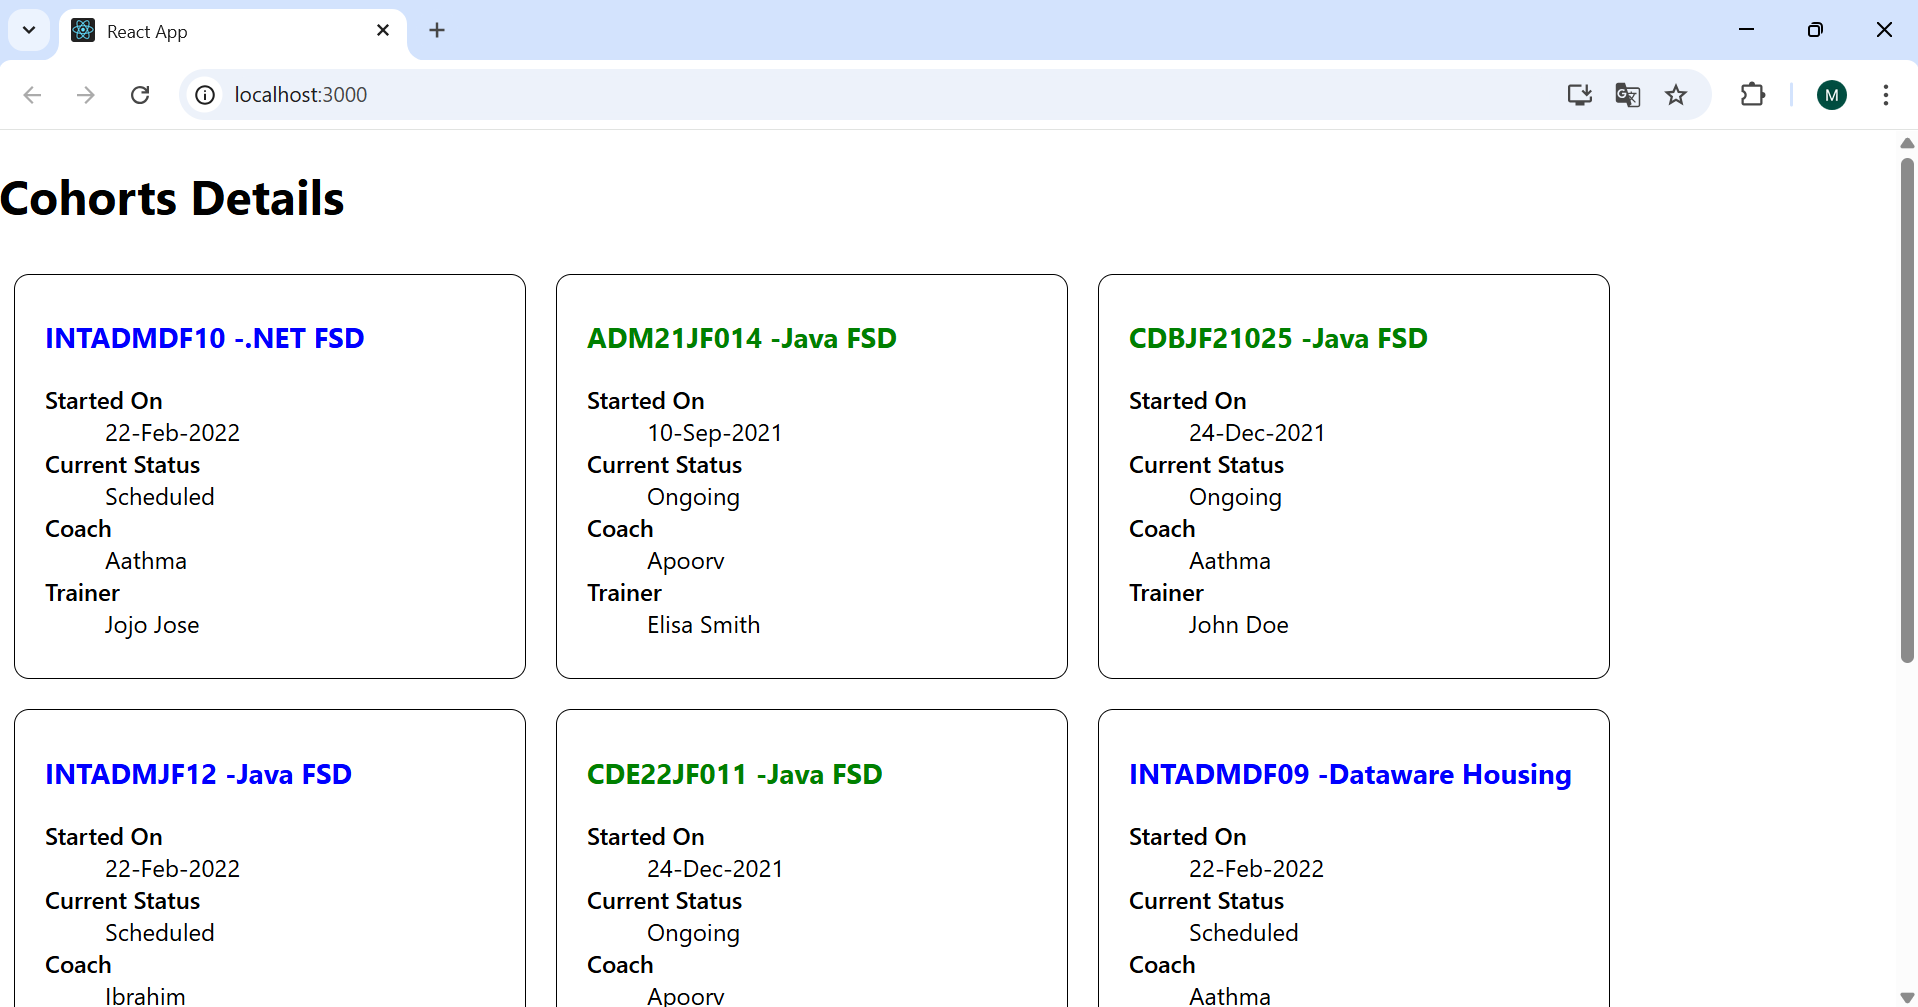 React App
localhost:3000
M
Cohorts Details
INTADMDF10 -.NET FSD
Started On
22-Feb-2022
Current Status
Scheduled
Coach
Aathma
Trainer
Jojo Jose
ADM21JF014 -Java FSD
Started On
10-Sep-2021
Current Status
Ongoing
Coach
Apoorv
Trainer
Elisa Smith
CDBJF21025 -Java FSD
Started On
24-Dec-2021
Current Status
Ongoing
Coach
Aathma
Trainer
John Doe
INTADMJF12 -Java FSD
Started On
22-Feb-2022
Current Status
Scheduled
Coach
Ibrahim
CDE22JF011 -Java FSD
Started On
24-Dec-2021
Current Status
Ongoing
Coach
Apoorv
INTADMDF09 -Dataware Housing
Started On
22-Feb-2022
Current Status
Scheduled
Coach
Aathma